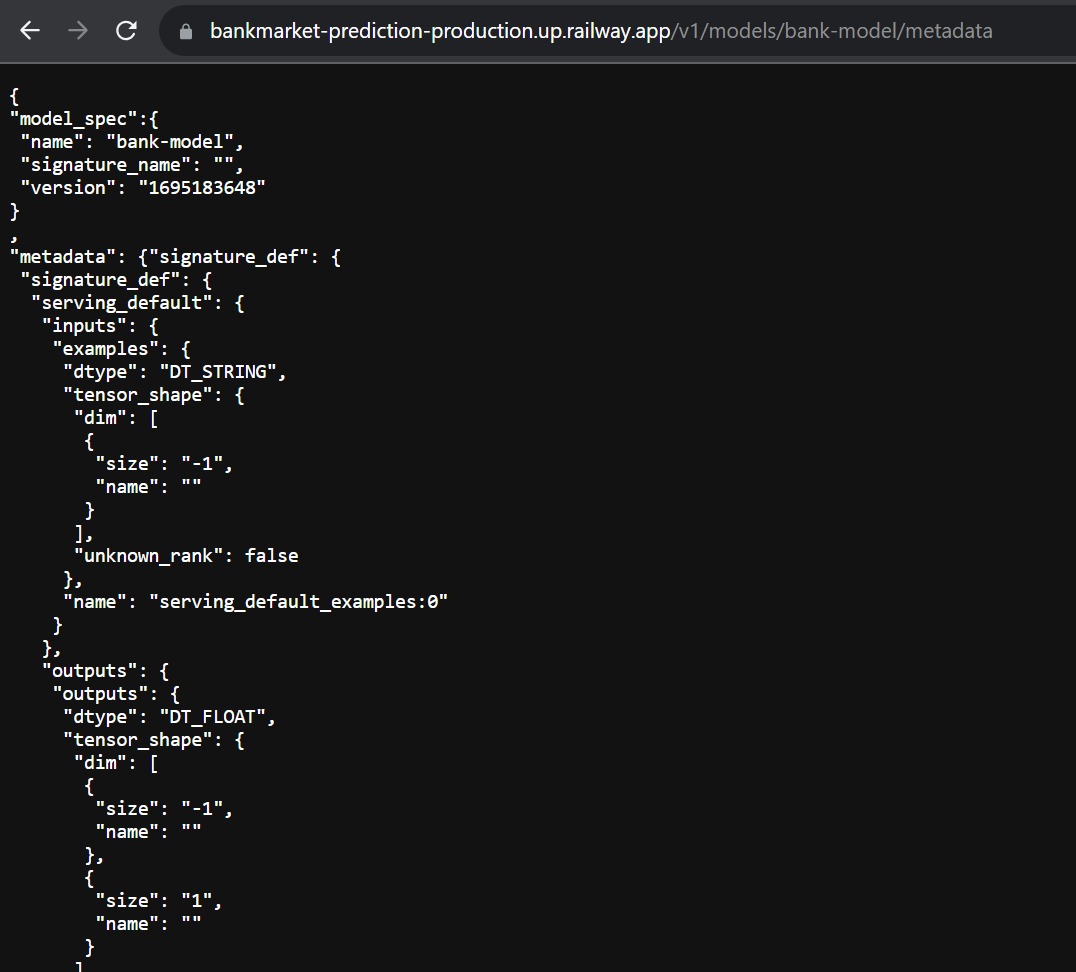 bankmarket-prediction-production.up.railway.app/v1/models/bank-model/metadata
{
"model_spec":{
 "name": "bank-model",
 "signature_name": "",
 "version": "1695183648"
}
,
"metadata": {"signature_def": {
 "signature_def": {
  "serving_default": {
   "inputs": {
    "examples": {
     "dtype": "DT_STRING",
     "tensor_shape": {
      "dim": [
       {
        "size": "-1",
        "name": ""
       }
      ],
      "unknown_rank": false
     },
     "name": "serving_default_examples:0"
    }
   },
   "outputs": {
    "outputs": {
     "dtype": "DT_FLOAT",
     "tensor_shape": {
      "dim": [
       {
        "size": "-1",
        "name": ""
       },
       {
        "size": "1",
        "name": ""
       }
      ]